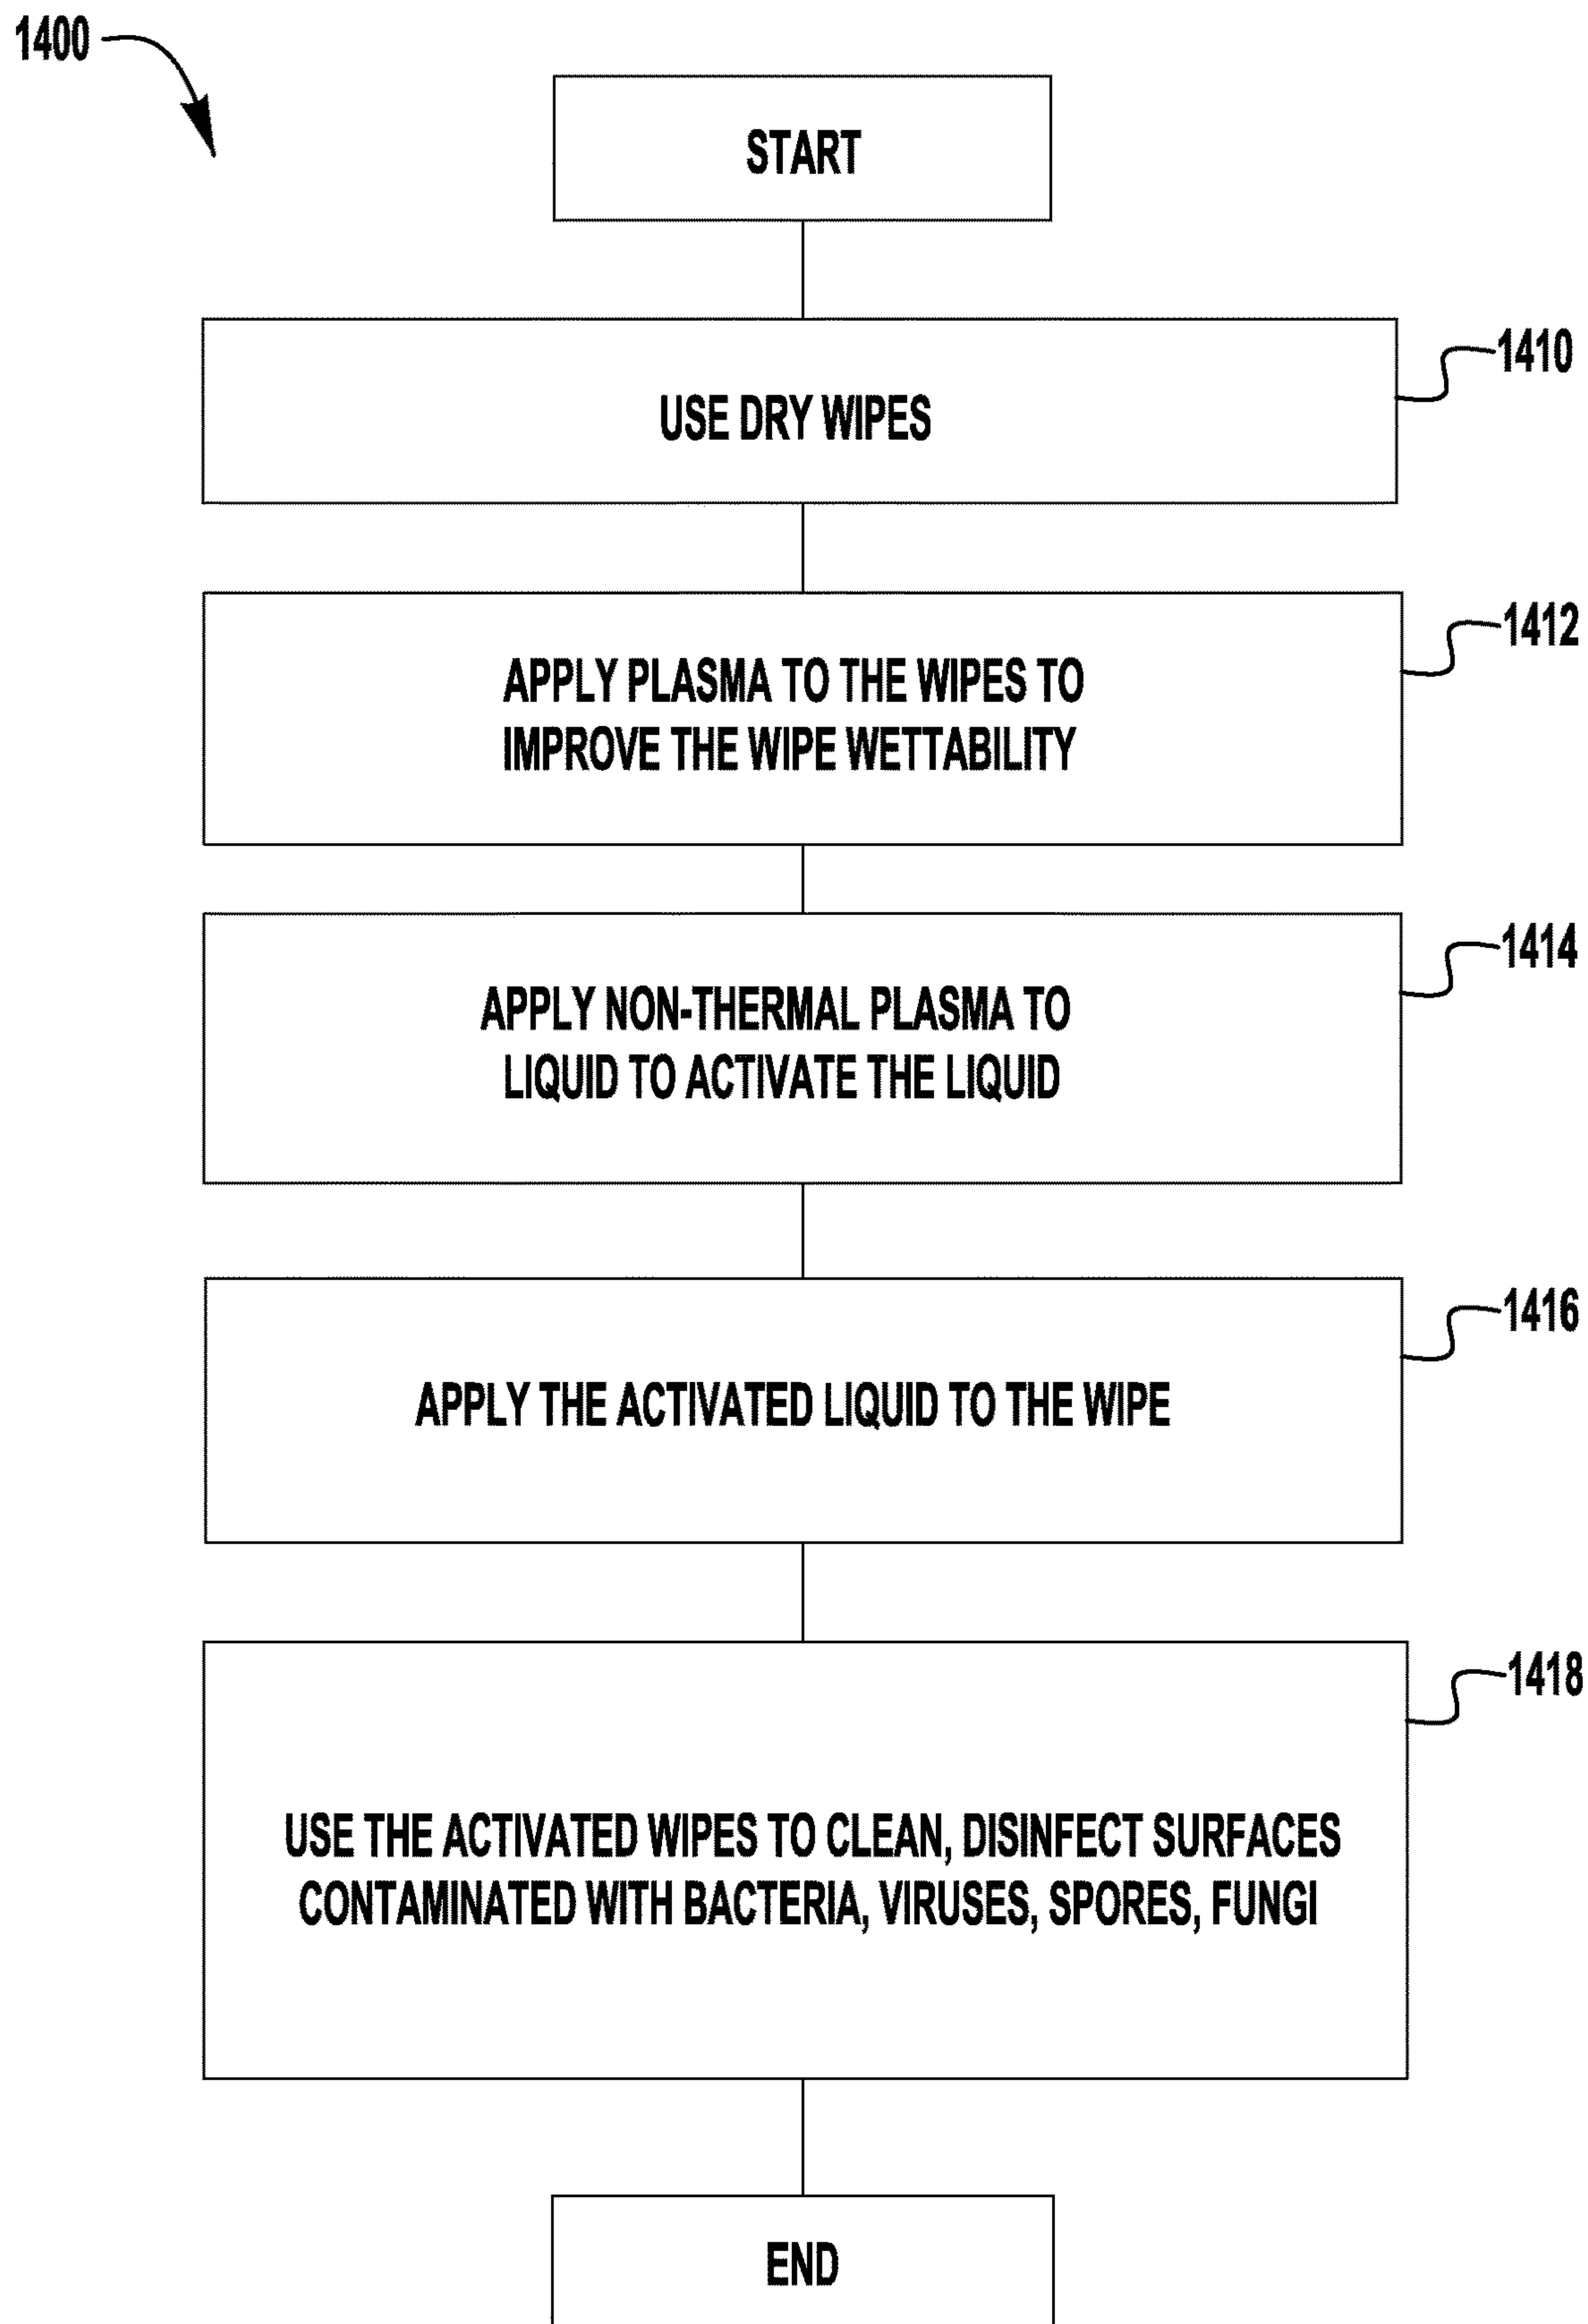 1400
START
1410
USE DRY WIPES
1412
APPLY PLASMA TO THE WIPES TO
IMPROVE THE WIPE WETTABILITY
1414
APPLY NON-THERMAL PLASMA TO
LIQUID TO ACTIVATE THE LIQUID
1416
APPLY THE ACTIVATED LIQUID TO THE WIPE
1418
USE THE ACTIVATED WIPES TO CLEAN, DISINFECT SURFACES
CONTAMINATED WITH BACTERIA, VIRUSES, SPORES, FUNGI
END